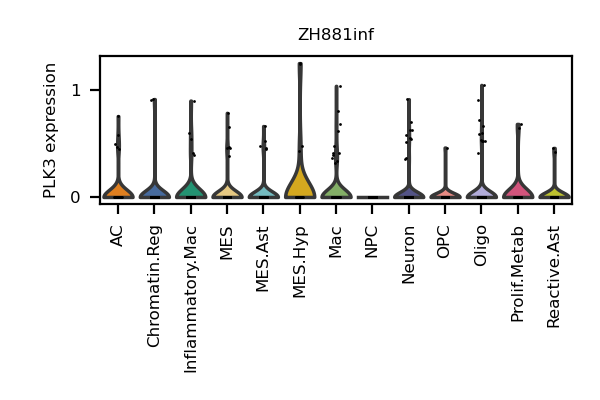 ZH881inf
PLK3 expression
1
0
AC
Chromatin.Reg
Inflammatory.Mac
MES
MES.Ast
MES.Hyp
Mac
NPC
Neuron
OPC
Oligo
Prolif.Metab
Reactive.Ast